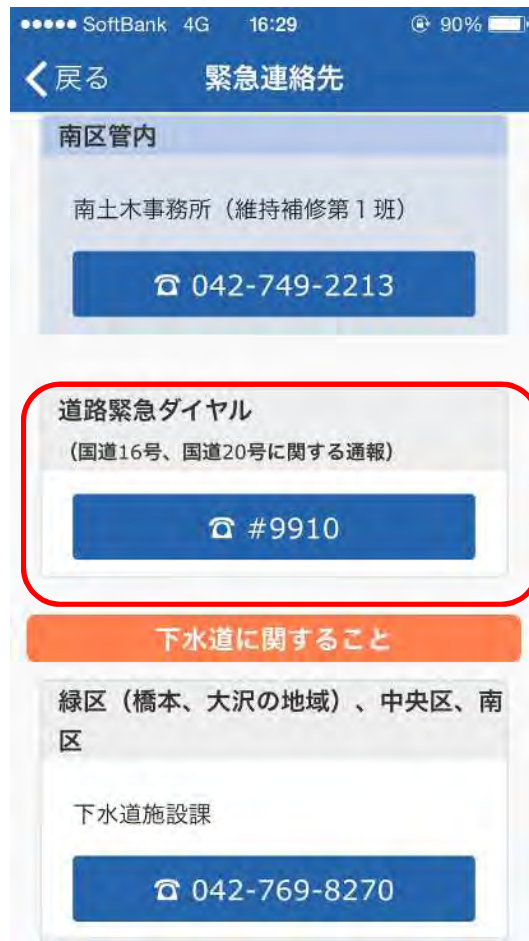 SoftBank 4G 16:29 90%
戻る 緊急連絡先
南区管内
南土木事務所（維持補修第１班）
☎ 042-749-2213
道路緊急ダイヤル
（国道16号、国道20号に関する通報）
☎ #9910
下水道に関すること
緑区（橋本、大沢の地域）、中央区、南
区
下水道施設課
☎ 042-769-8270